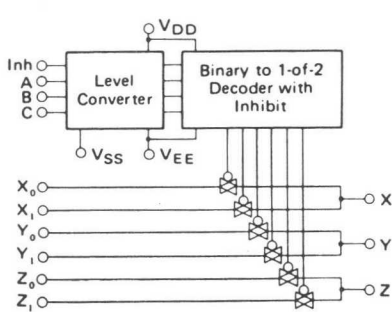 VDD
Inh
A
B
C
Level
Converter
Binary to 1-of-2
Decoder with
Inhibit
VSS
VEE
X0
X1
X
Y0
Y1
Y
Z0
Z1
Z